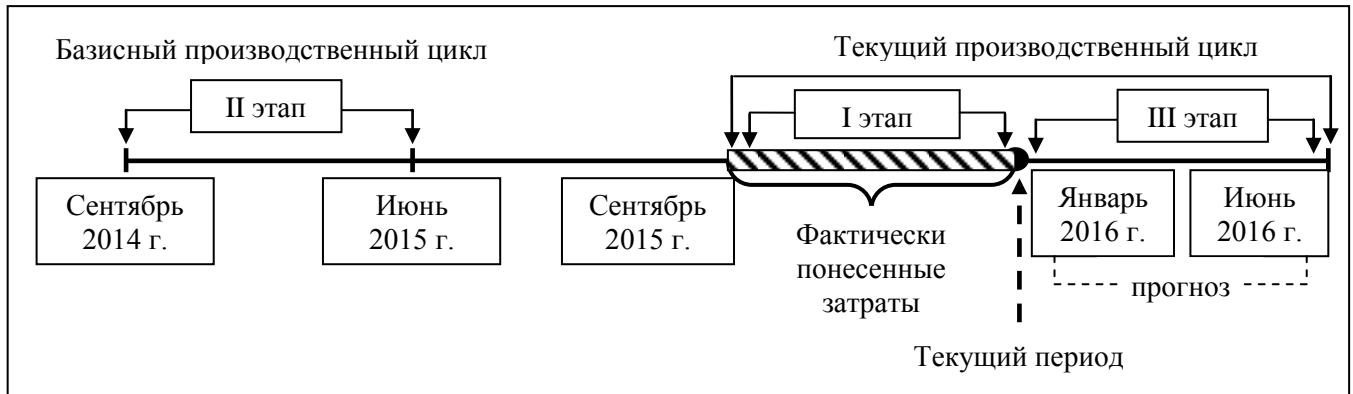 Базисный производственный цикл
Текущий производственный цикл
II этап
I этап
III этап
Сентябрь
2014 г.
Июнь
2015 г.
Сентябрь
2015 г.
Фактически
понесенные
затраты
Январь
2016 г.
Июнь
2016 г.
прогноз
Текущий период